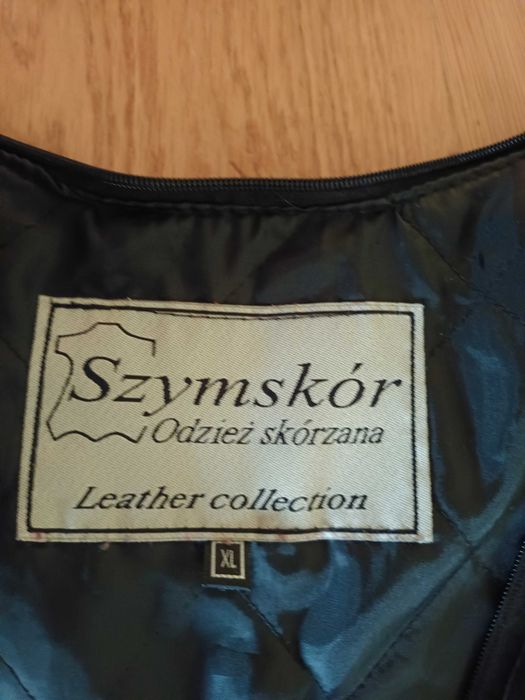 Szymskór
Odzież skórzana
Leather collection
XL